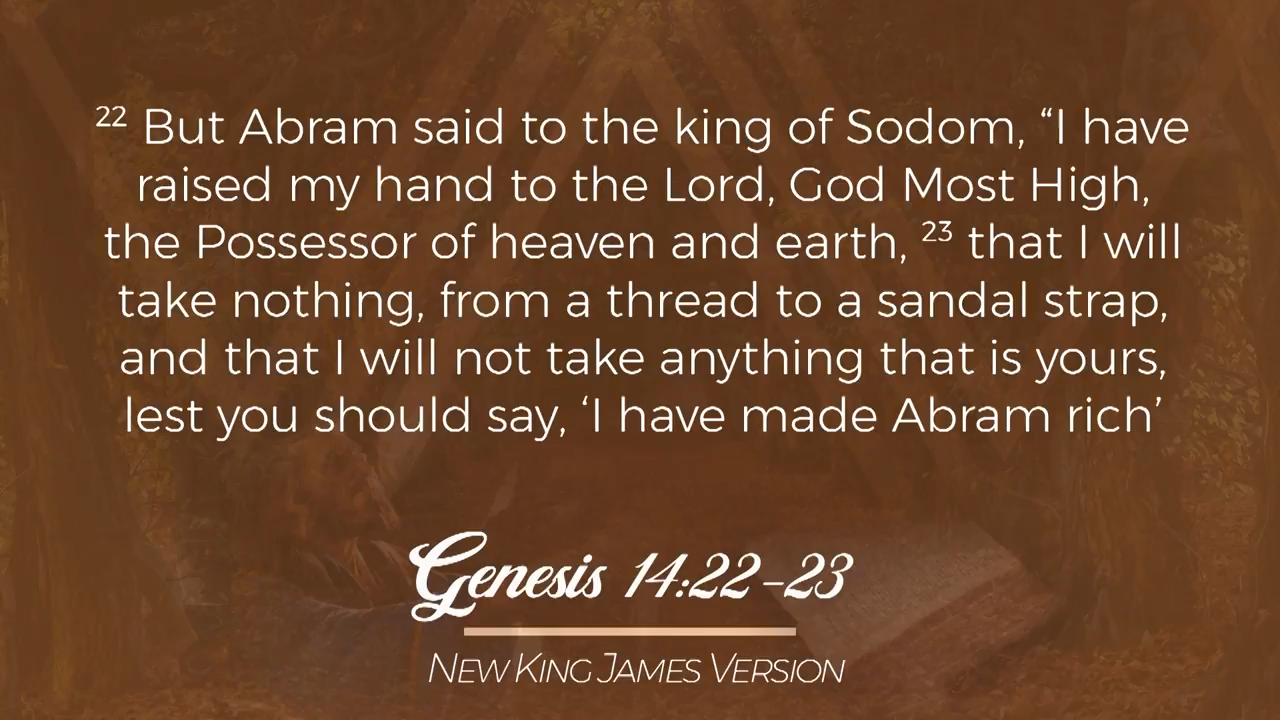 22 But Abram said to the king of Sodom, “I have
raised my hand to the Lord, God Most High,
the Possessor of heaven and earth, 23 that I will
take nothing, from a thread to a sandal strap,
and that I will not take anything that is yours,
lest you should say, ‘I have made Abram rich’
Genesis 14:22-23
New King James Version